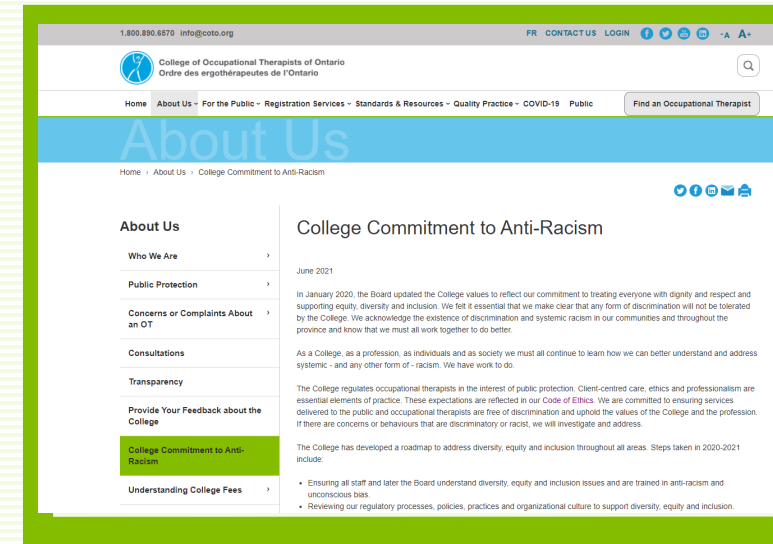 1.800.890.6570 info@coto.org
FR CONTACT US LOGIN -A A+
College of Occupational Therapists of Ontario
Ordre des ergothérapeutes de l'Ontario
Home About Us For the Public Registration Services Standards & Resources Quality Practice COVID-19 Public Find an Occupational Therapist
About Us
Home › About Us › College Commitment to Anti-Racism
About Us
Who We Are ›
Public Protection ›
Concerns or Complaints About ›
an OT
Consultations
Transparency
Provide Your Feedback about the
College
College Commitment to Anti-
Racism
Understanding College Fees ›
College Commitment to Anti-Racism
June 2021
In January 2020, the Board updated the College values to reflect our commitment to treating everyone with dignity and respect and
supporting equity, diversity and inclusion. We felt it essential that we make clear that any form of discrimination will not be tolerated
by the College. We acknowledge the existence of discrimination and systemic racism in our communities and throughout the
province and know that we must all work together to do better.
As a College, as a profession, as individuals and as society we must all continue to learn how we can better understand and address
systemic - and any other form of - racism. We have work to do.
The College regulates occupational therapists in the interest of public protection. Client-centred care, ethics and professionalism are
essential elements of practice. These expectations are reflected in our Code of Ethics. We are committed to ensuring services
delivered to the public and occupational therapists are free of discrimination and uphold the values of the College and the profession.
If there are concerns or behaviours that are discriminatory or racist, we will investigate and address.
The College has developed a roadmap to address diversity, equity and inclusion throughout all areas. Steps taken in 2020-2021
include:
• Ensuring all staff and later the Board understand diversity, equity and inclusion issues and are trained in anti-racism and
unconscious bias.
• Reviewing our regulatory processes, policies, practices and organizational culture to support diversity, equity and inclusion.